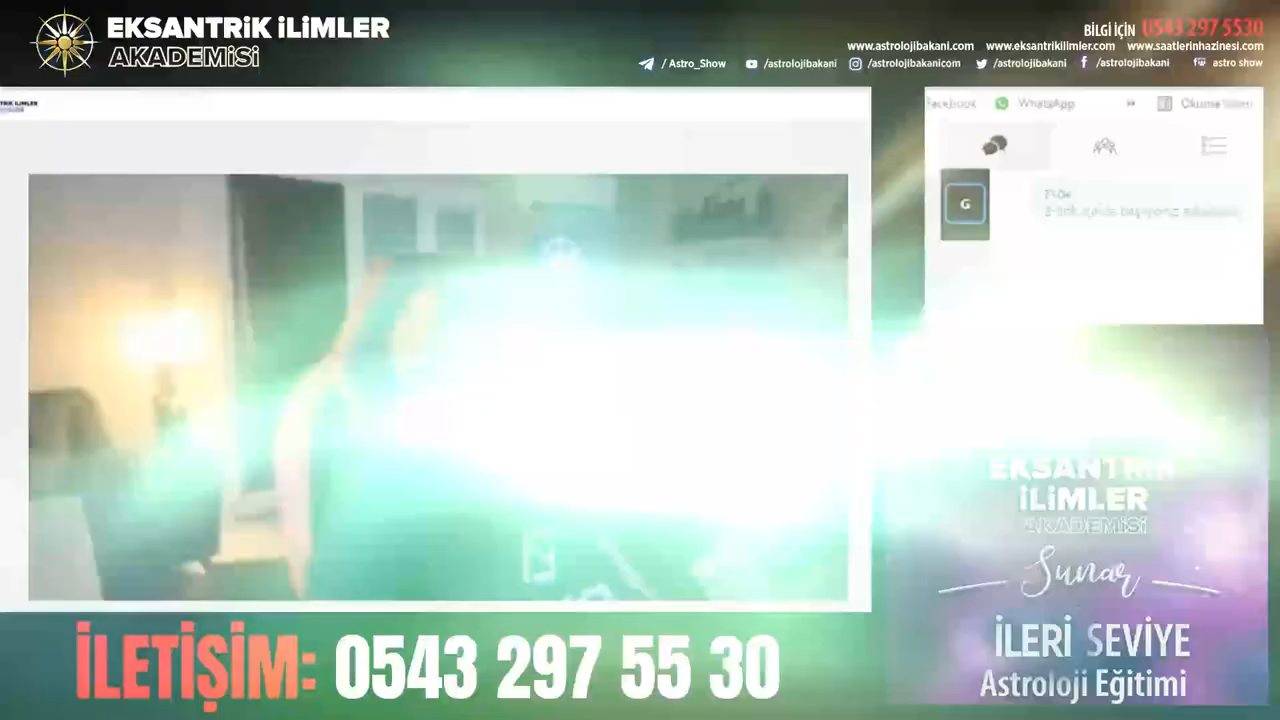 EKSANTRİK İLİMLER
AKADEMİSİ
BİLGİ İÇİN 0543 297 5530
www.astrolojibakani.com www.eksantrikilimler.com www.saatlerinhazinesi.com
/ Astro_Show /astrolojibakani /astrolojibakanicom /astrolojibakani /astrolojibakani astro show
Facebook WhatsApp » Okuma
G
EKSANTRİK
İLİMLER
AKADEMİSİ
Sunar
İLERİ SEVİYE
Astroloji Eğitimi
İLETİŞİM: 0543 297 55 30